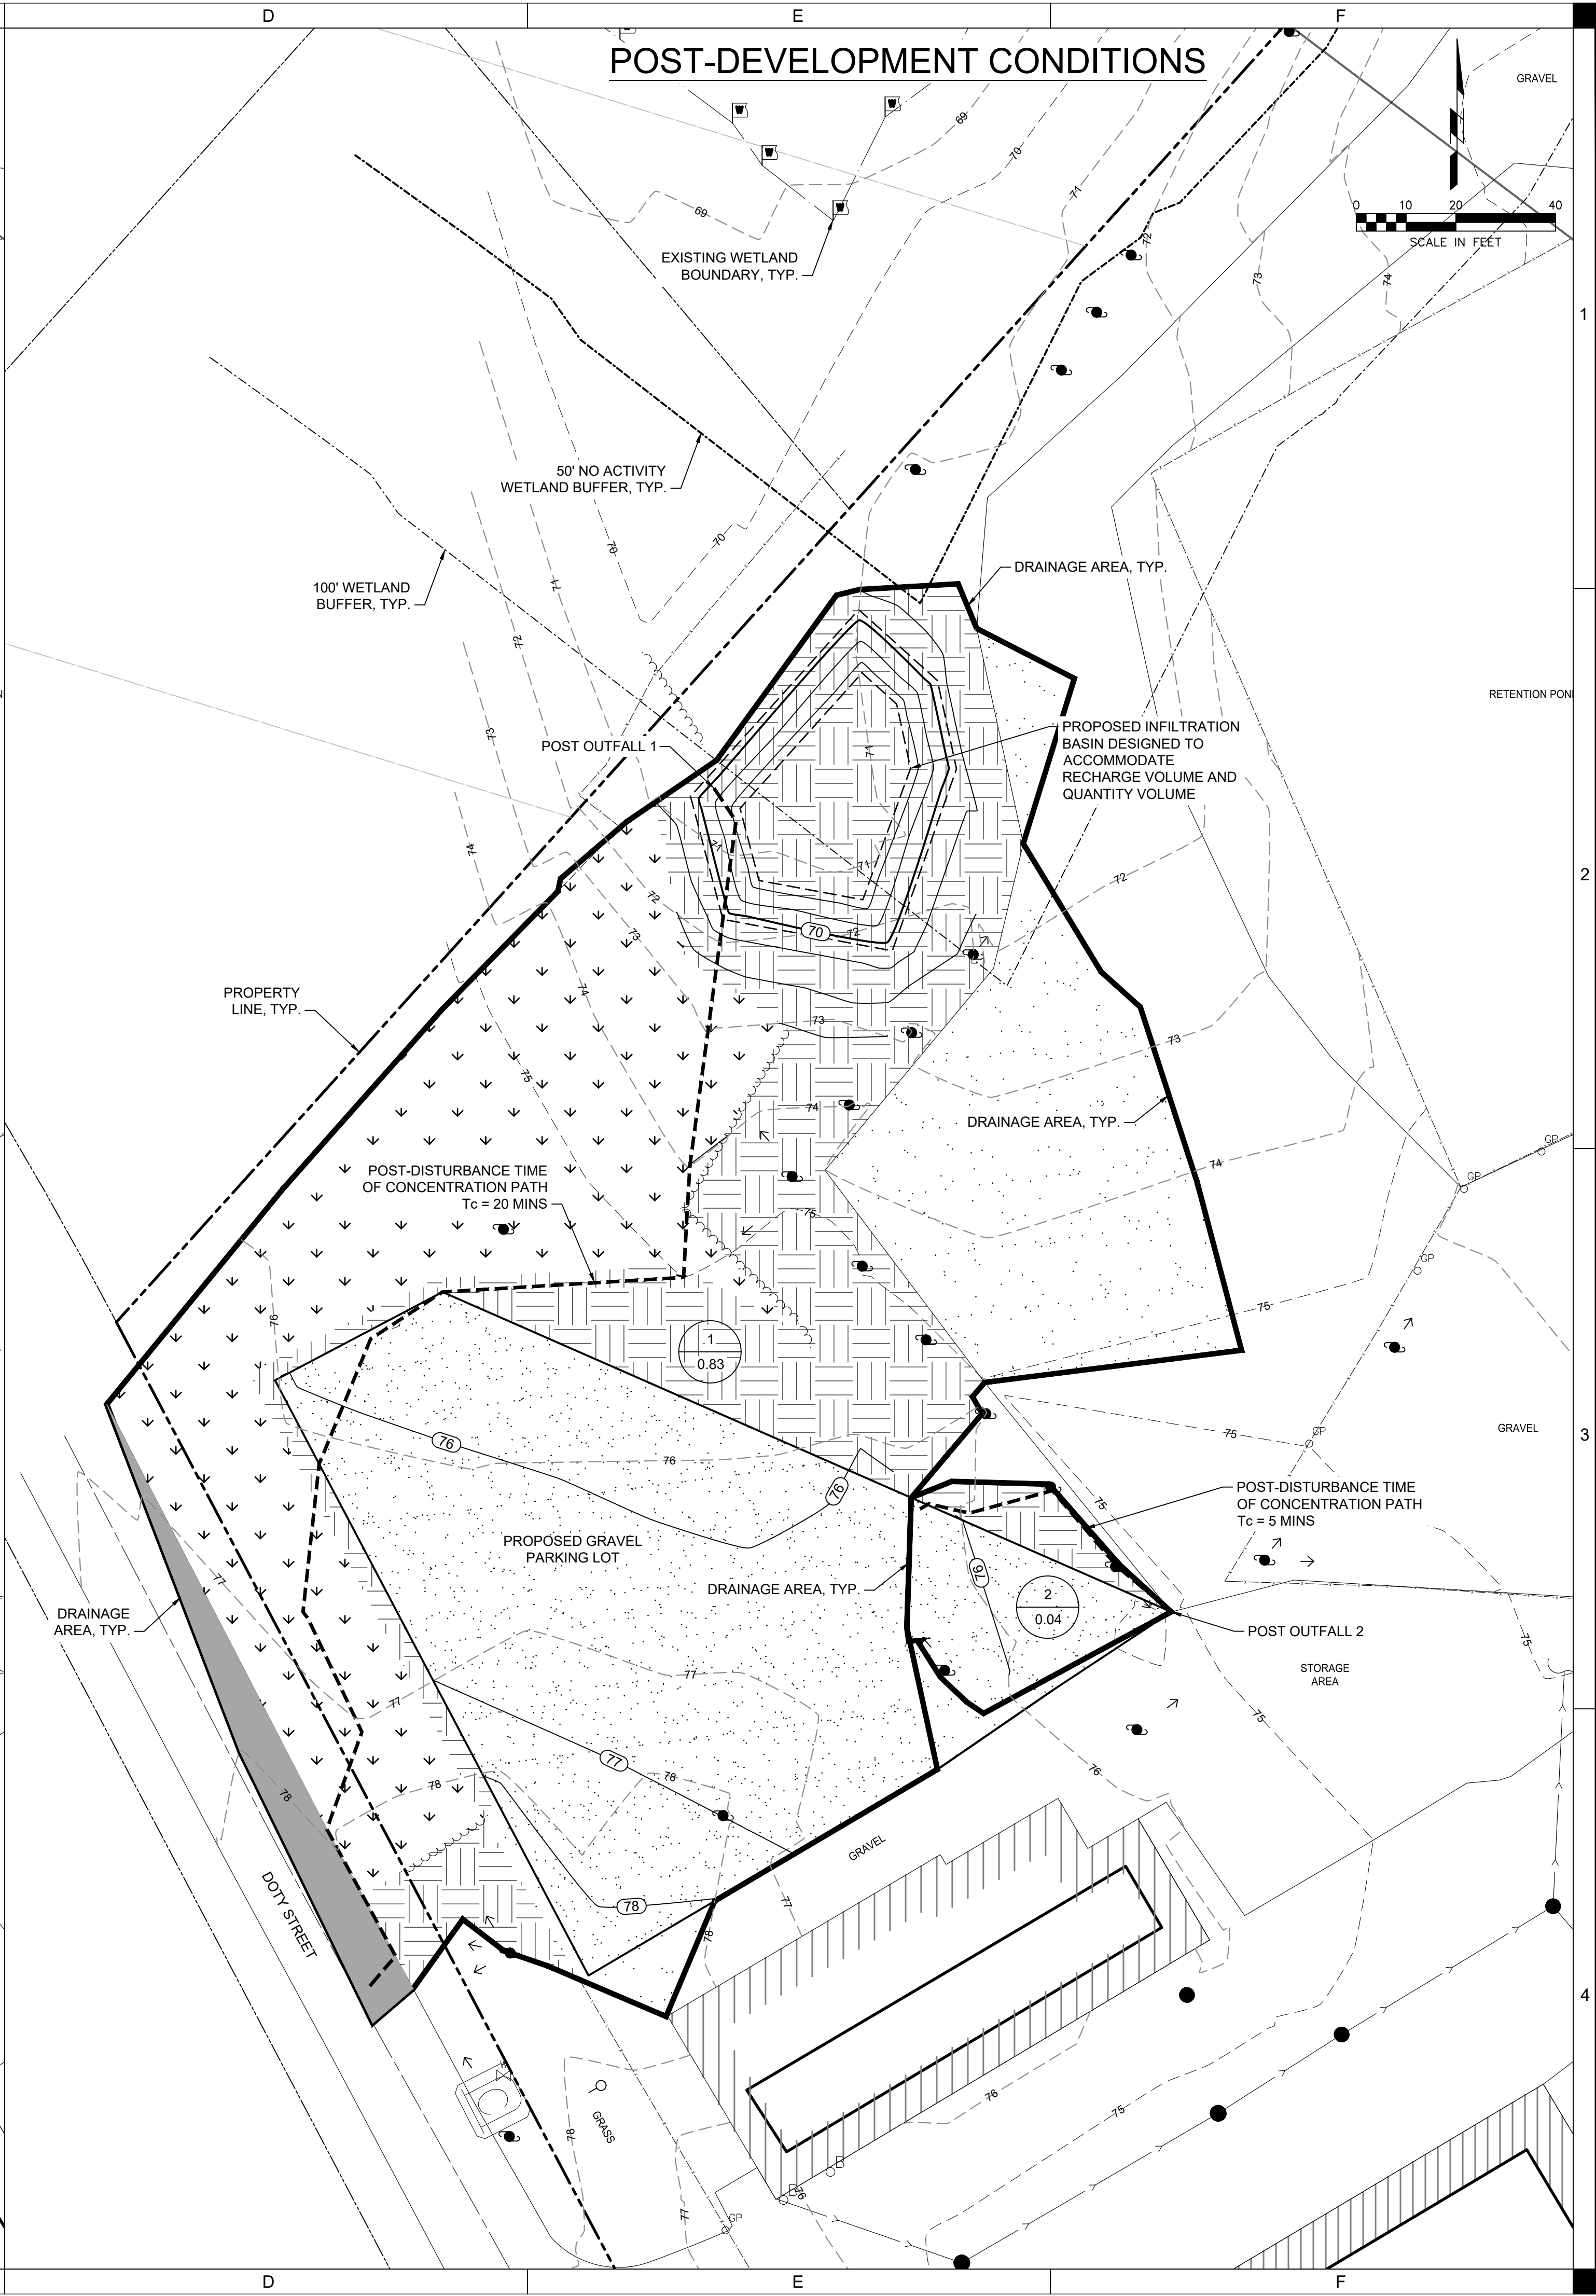 D
E
F
POST-DEVELOPMENT CONDITIONS
GRAVEL
69
70
71
69
0 10 20 40
SCALE IN FEET
72
73
74
EXISTING WETLAND
BOUNDARY, TYP.
1
50' NO ACTIVITY
WETLAND BUFFER, TYP.
70
70
71
100' WETLAND
BUFFER, TYP.
DRAINAGE AREA, TYP.
72
73
74
RETENTION PON
POST OUTFALL 1
71
PROPOSED INFILTRATION
BASIN DESIGNED TO
ACCOMMODATE
RECHARGE VOLUME AND
QUANTITY VOLUME
71
71
72
72
2
73
70
72
PROPERTY
LINE, TYP.
74
73
73
75
74
DRAINAGE AREA, TYP.
GP
74
GP
POST-DISTURBANCE TIME
OF CONCENTRATION PATH
Tc = 20 MINS
75
GP
75
76
1
0.83
76
76
75
GP
GRAVEL
3
76
75
POST-DISTURBANCE TIME
OF CONCENTRATION PATH
Tc = 5 MINS
PROPOSED GRAVEL
PARKING LOT
76
77
DRAINAGE AREA, TYP.
2
0.04
DRAINAGE
AREA, TYP.
POST OUTFALL 2
75
STORAGE
AREA
77
77
75
77
78
78
78
76
GRAVEL
DOTY STREET
78
77
78
4
GRASS
78
76
75
B
B
76
77
GP
D
E
F